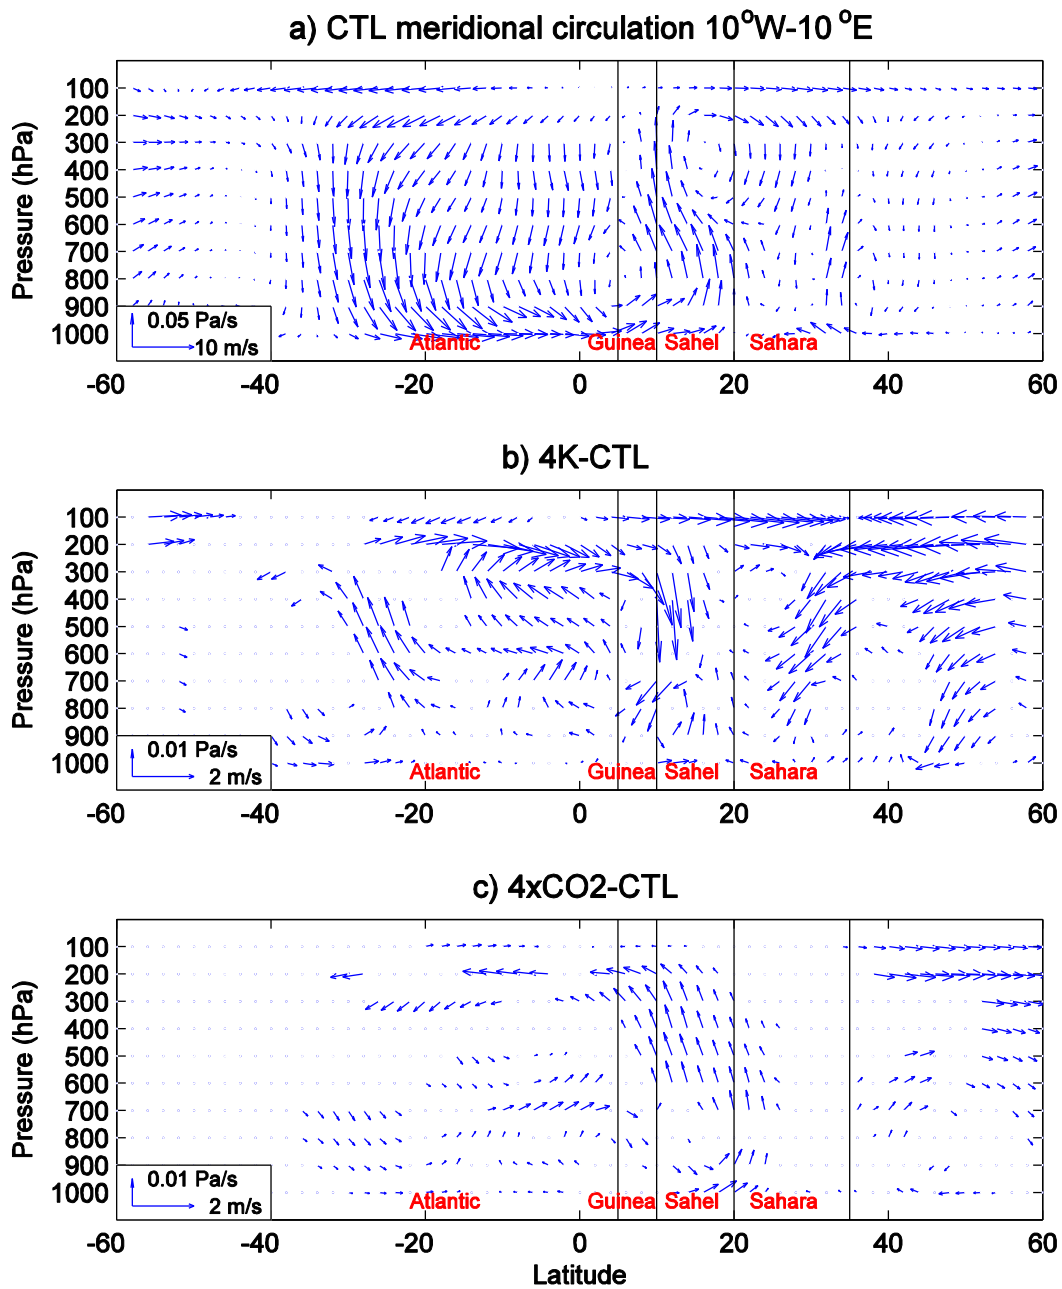 a) CTL meridional circulation 10°W-10 °E
Pressure (hPa)
100
200
300
400
500
600
700
800
900
1000
0.05 Pa/s
10 m/s
Atlantic Guinea Sahel Sahara
-60 -40 -20 0 20 40 60
b) 4K-CTL
Pressure (hPa)
100
200
300
400
500
600
700
800
900
1000
0.01 Pa/s
2 m/s
Atlantic Guinea Sahel Sahara
-60 -40 -20 0 20 40 60
c) 4xCO2-CTL
Pressure (hPa)
100
200
300
400
500
600
700
800
900
1000
0.01 Pa/s
2 m/s
Atlantic Guinea Sahel Sahara
-60 -40 -20 0 20 40 60
Latitude